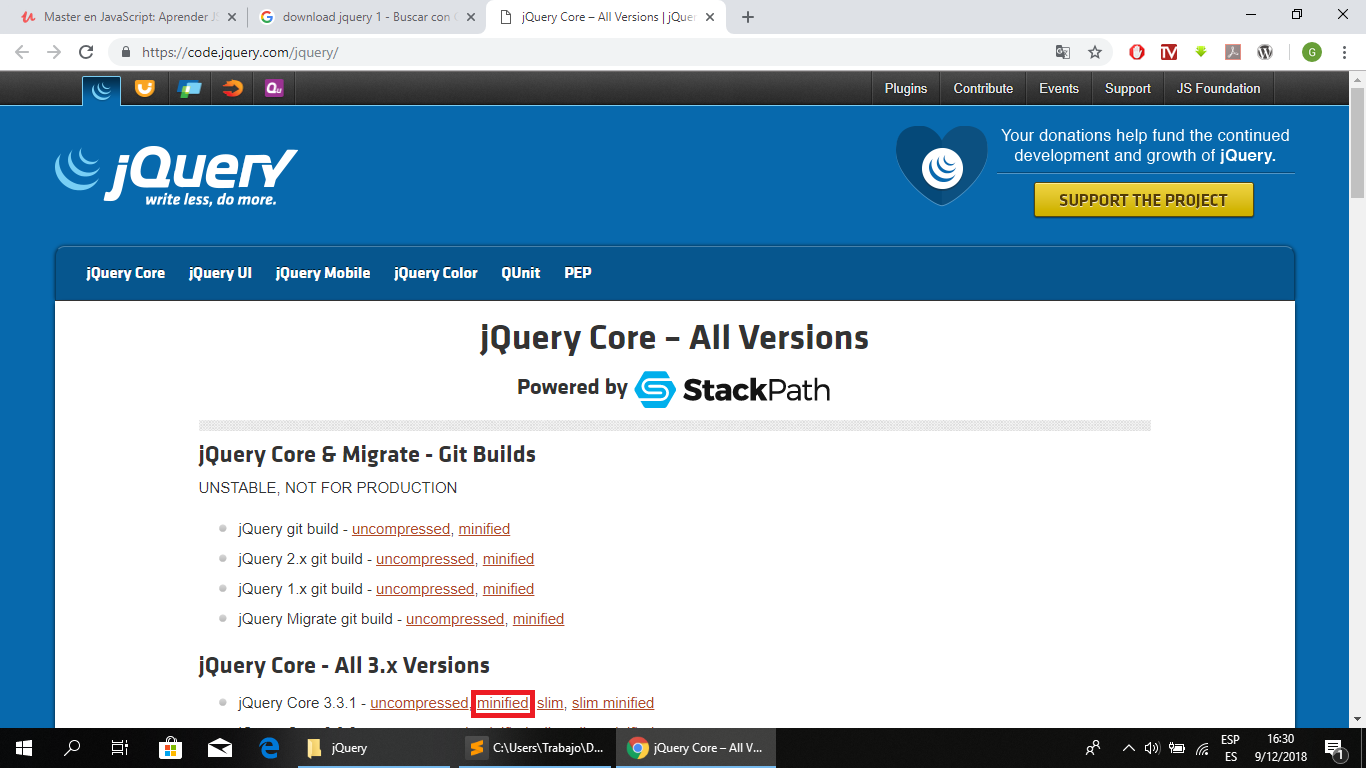 Master en JavaScript: Aprender JS
download jquery 1 - Buscar con G
jQuery Core – All Versions | jQuer
https://code.jquery.com/jquery/
G
Qu
Plugins
Contribute
Events
Support
JS Foundation
jQuery
write less, do more.
Your donations help fund the continued
development and growth of jQuery.
SUPPORT THE PROJECT
jQuery Core
jQuery UI
jQuery Mobile
jQuery Color
QUnit
PEP
jQuery Core – All Versions
Powered by StackPath
jQuery Core & Migrate - Git Builds
UNSTABLE, NOT FOR PRODUCTION
jQuery git build - uncompressed, minified
jQuery 2.x git build - uncompressed, minified
jQuery 1.x git build - uncompressed, minified
jQuery Migrate git build - uncompressed, minified
jQuery Core - All 3.x Versions
jQuery Core 3.3.1 - uncompressed, minified, slim, slim minified
jQuery
C:\Users\Trabajo\D...
jQuery Core – All V...
ESP
ES
16:30
9/12/2018
1